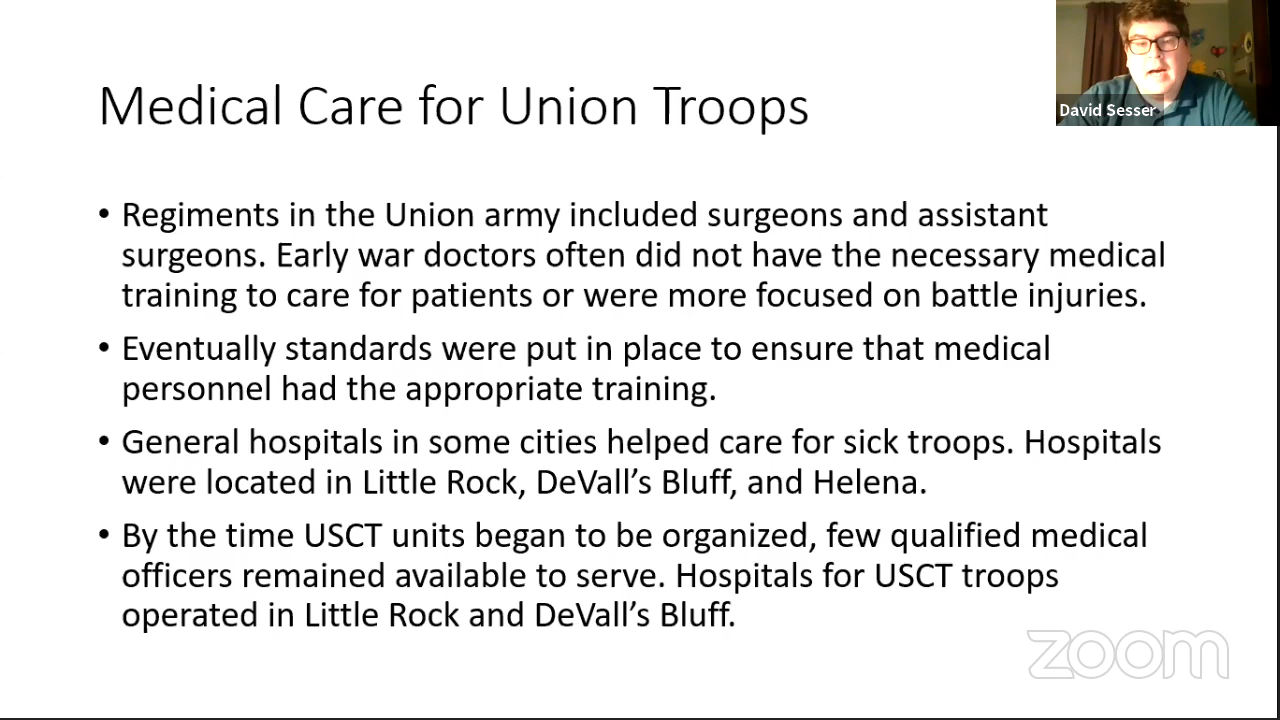 Medical Care for Union Troops
David Sesser
• Regiments in the Union army included surgeons and assistant
surgeons. Early war doctors often did not have the necessary medical
training to care for patients or were more focused on battle injuries.
• Eventually standards were put in place to ensure that medical
personnel had the appropriate training.
• General hospitals in some cities helped care for sick troops. Hospitals
were located in Little Rock, DeVall’s Bluff, and Helena.
• By the time USCT units began to be organized, few qualified medical
officers remained available to serve. Hospitals for USCT troops
operated in Little Rock and DeVall’s Bluff.
zoom